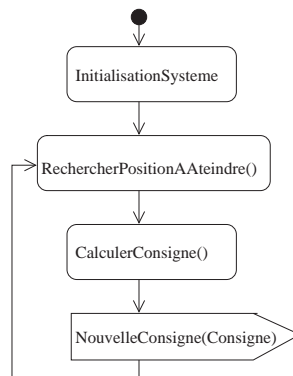 InitialisationSysteme
RechercherPositionAAteindre()
CalculerConsigne()
NouvelleConsigne(Consigne)